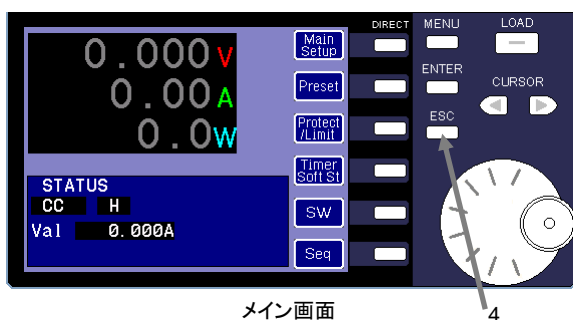 DIRECT
MENU
LOAD
0.000V
Main
Setup
0.00A
Preset
ENTER
CURSOR
0.0W
Protect
/Limit
ESC
Timer
Soft St
STATUS
CC H
SW
Val 0.000A
Seq
メイン画面
4